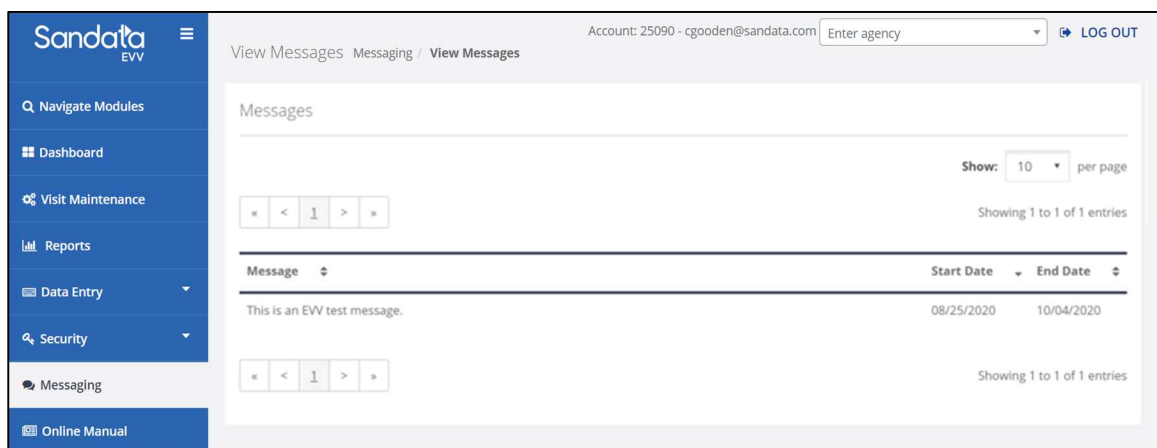 Sandata
EVV
Navigate Modules
Dashboard
Visit Maintenance
Reports
Data Entry
Security
Messaging
Online Manual
Account: 25090 - cgooden@sandata.com Enter agency LOG OUT
View Messages Messaging / View Messages
Messages
Show: 10 per page
« < 1 > »
Showing 1 to 1 of 1 entries
Message Start Date End Date
This is an EVV test message. 08/25/2020 10/04/2020
« < 1 > »
Showing 1 to 1 of 1 entries